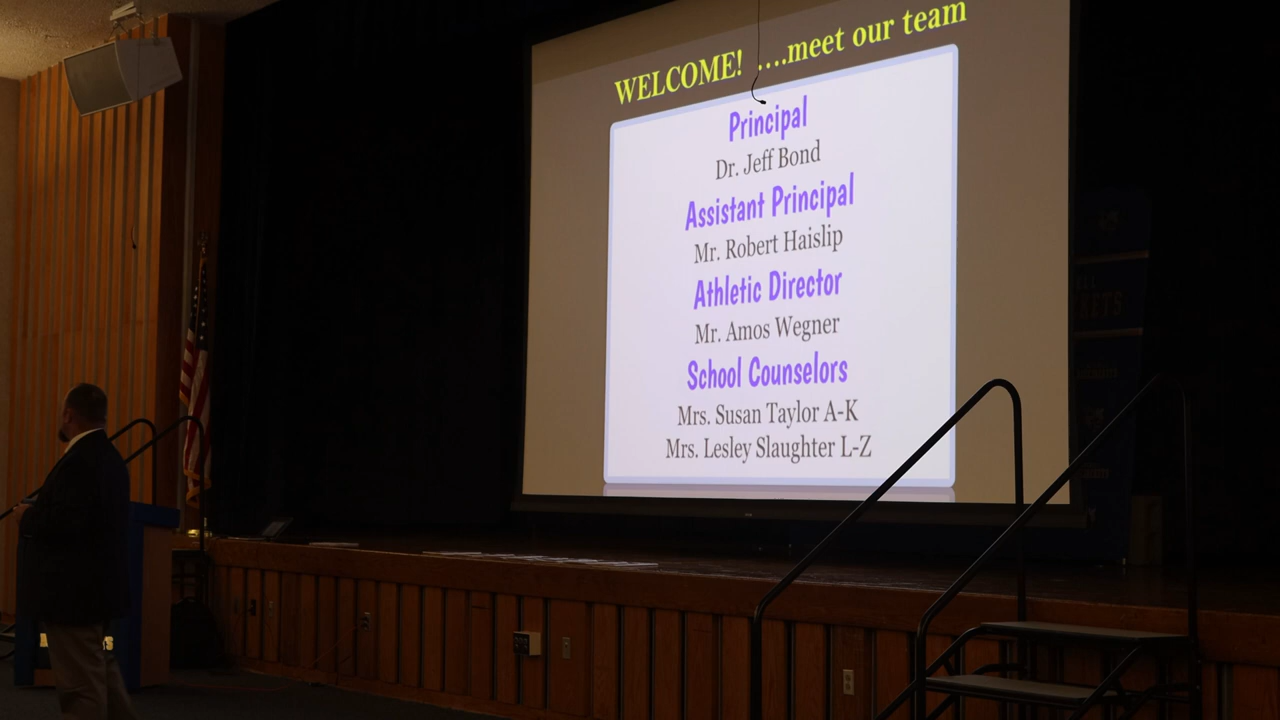 WELCOME! ....meet our team
Principal
Dr. Jeff Bond
Assistant Principal
Mr. Robert Haislip
Athletic Director
Mr. Amos Wegner
School Counselors
Mrs. Susan Taylor A-K
Mrs. Lesley Slaughter L-Z